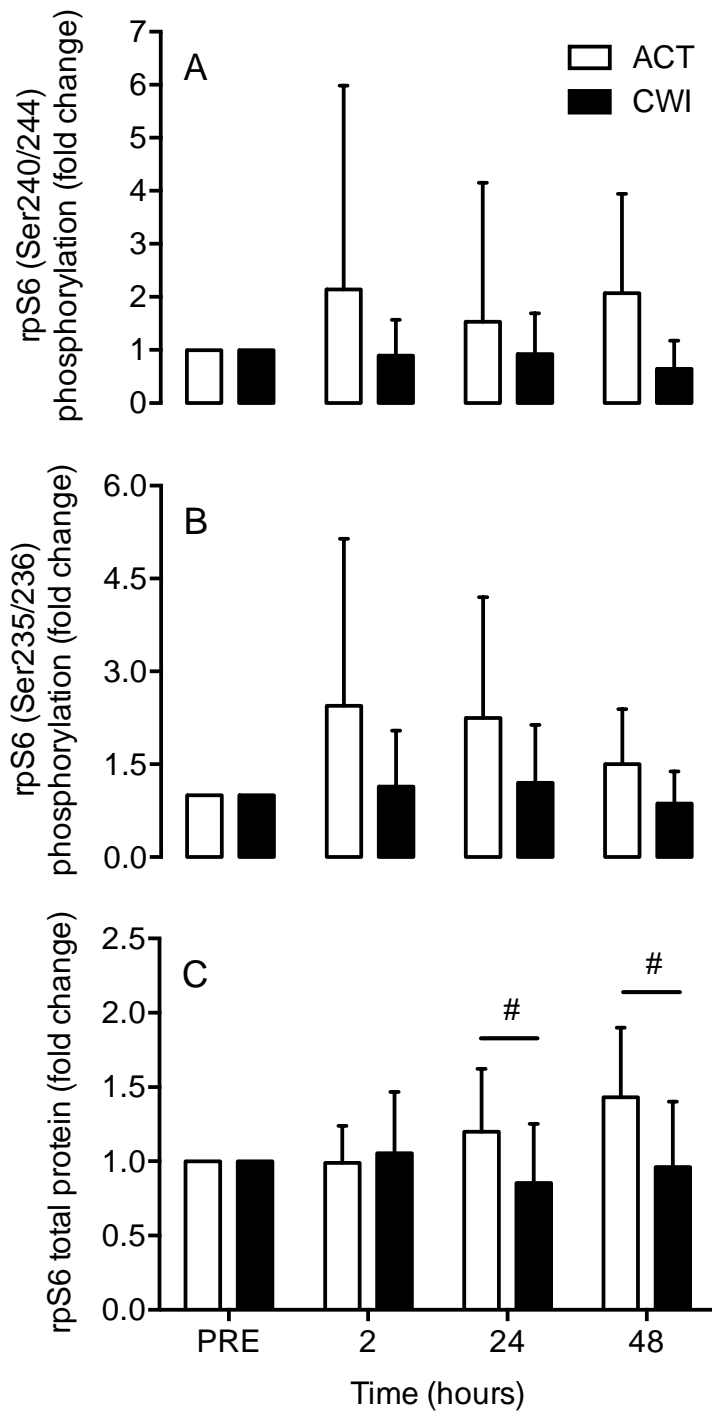 rpS6 (Ser240/244)
phosphorylation (fold change)
7
6
5
4
3
2
1
0
A
ACT
CWI
rpS6 (Ser235/236)
phosphorylation (fold change)
6.0
4.5
3.0
1.5
0.0
B
rpS6 total protein (fold change)
2.5
2.0
1.5
1.0
0.5
0.0
C
#
#
PRE 2 24 48
Time (hours)